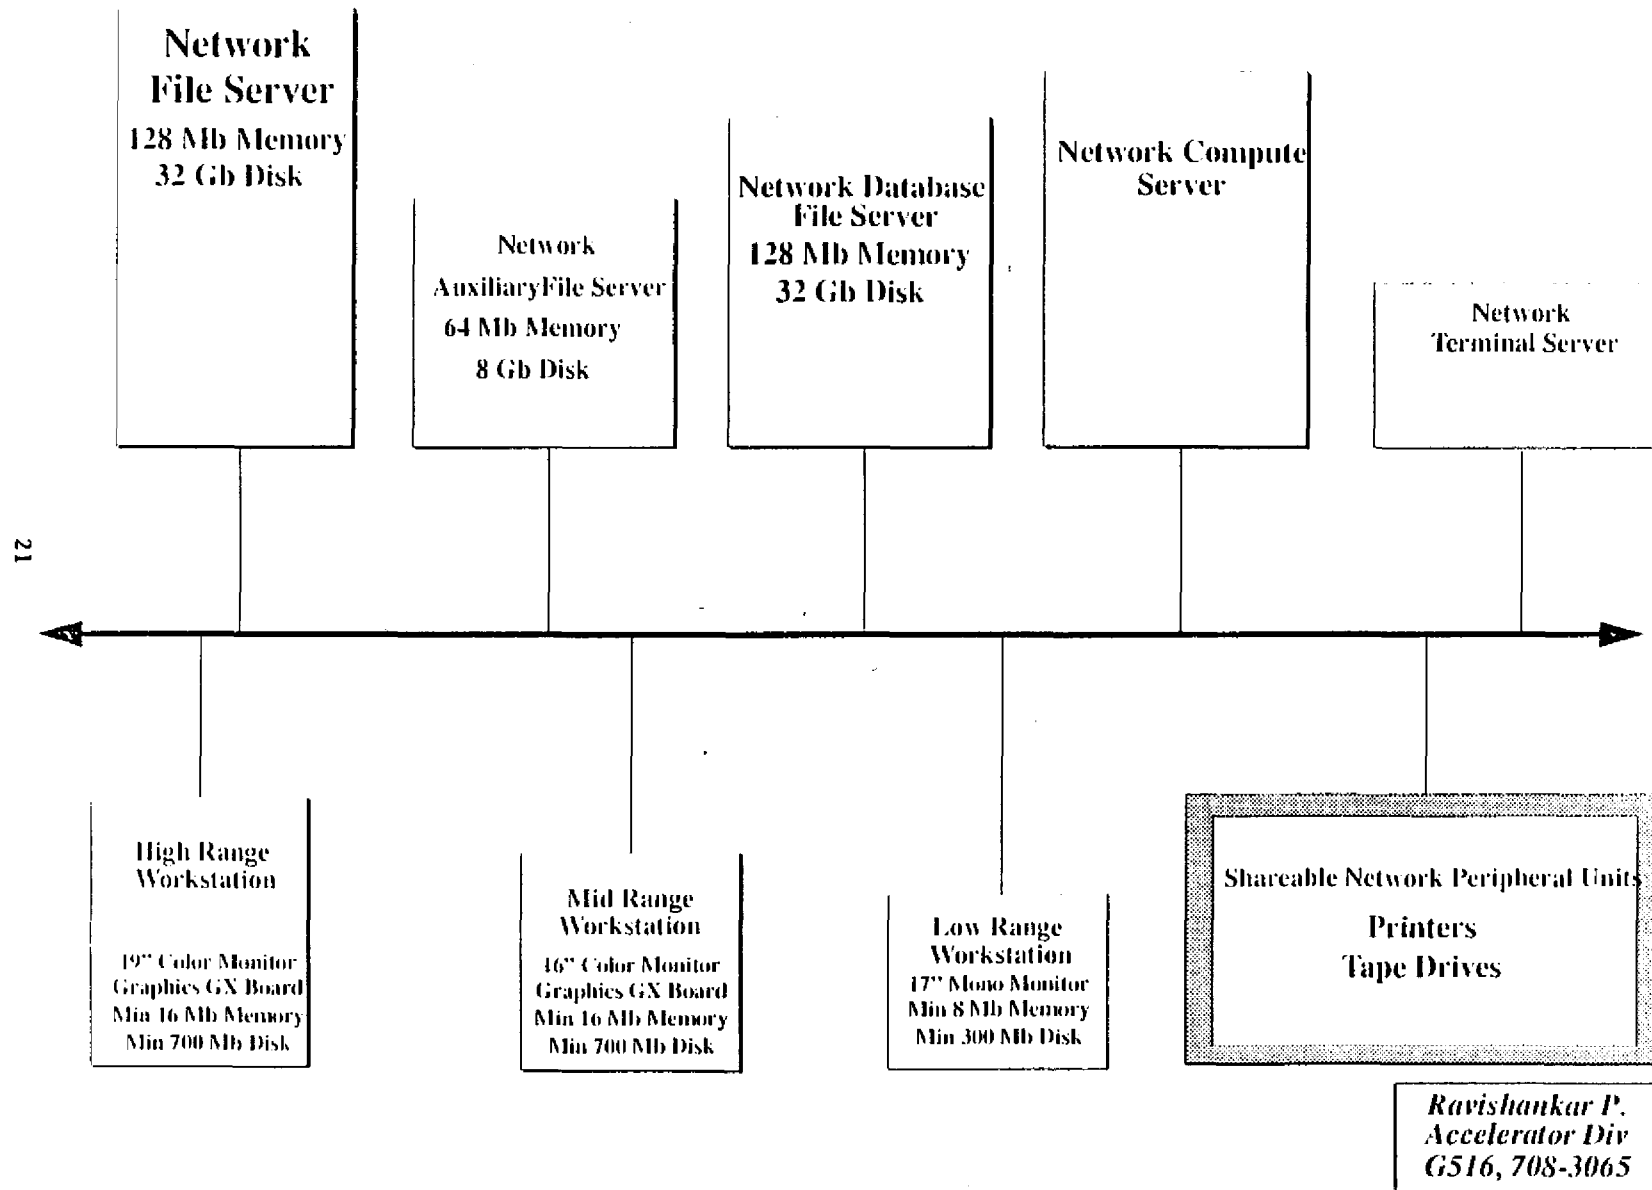 Network
File Server
128 Mb Memory
32 Gb Disk
Network
AuxiliaryFile Server
64 Mb Memory
8 Gb Disk
Network Database
File Server
128 Mb Memory
32 Gb Disk
Network Compute
Server
Network
Terminal Server
21
High Range
Workstation
19" Color Monitor
Graphics GX Board
Min 16 Mb Memory
Min 700 Mb Disk
Mid Range
Workstation
16" Color Monitor
Graphics GX Board
Min 16 Mb Memory
Min 700 Mb Disk
Low Range
Workstation
17" Mono Monitor
Min 8 Mb Memory
Min 300 Mb Disk
Shareable Network Peripheral Units
Printers
Tape Drives
Ravishankar P.
Accelerator Div
G516, 708-3065